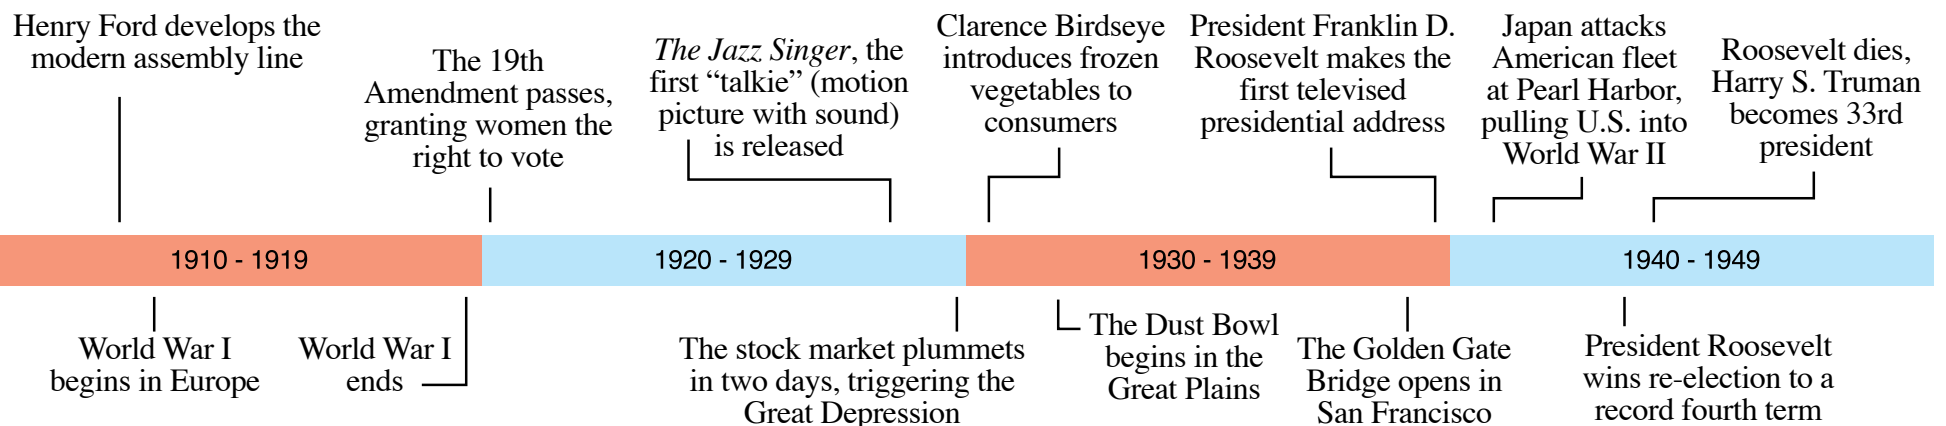 Henry Ford develops the
modern assembly line
The 19th
Amendment passes,
granting women the
right to vote
The Jazz Singer, the
first “talkie” (motion
picture with sound)
is released
Clarence Birdseye
introduces frozen
vegetables to
consumers
President Franklin D.
Roosevelt makes the
first televised
presidential address
Japan attacks
American fleet
at Pearl Harbor,
pulling U.S. into
World War II
Roosevelt dies,
Harry S. Truman
becomes 33rd
president
1910 - 1919
1920 - 1929
1930 - 1939
1940 - 1949
World War I
begins in Europe
World War I
ends
The stock market plummets
in two days, triggering the
Great Depression
The Dust Bowl
begins in the
Great Plains
The Golden Gate
Bridge opens in
San Francisco
President Roosevelt
wins re-election to a
record fourth term